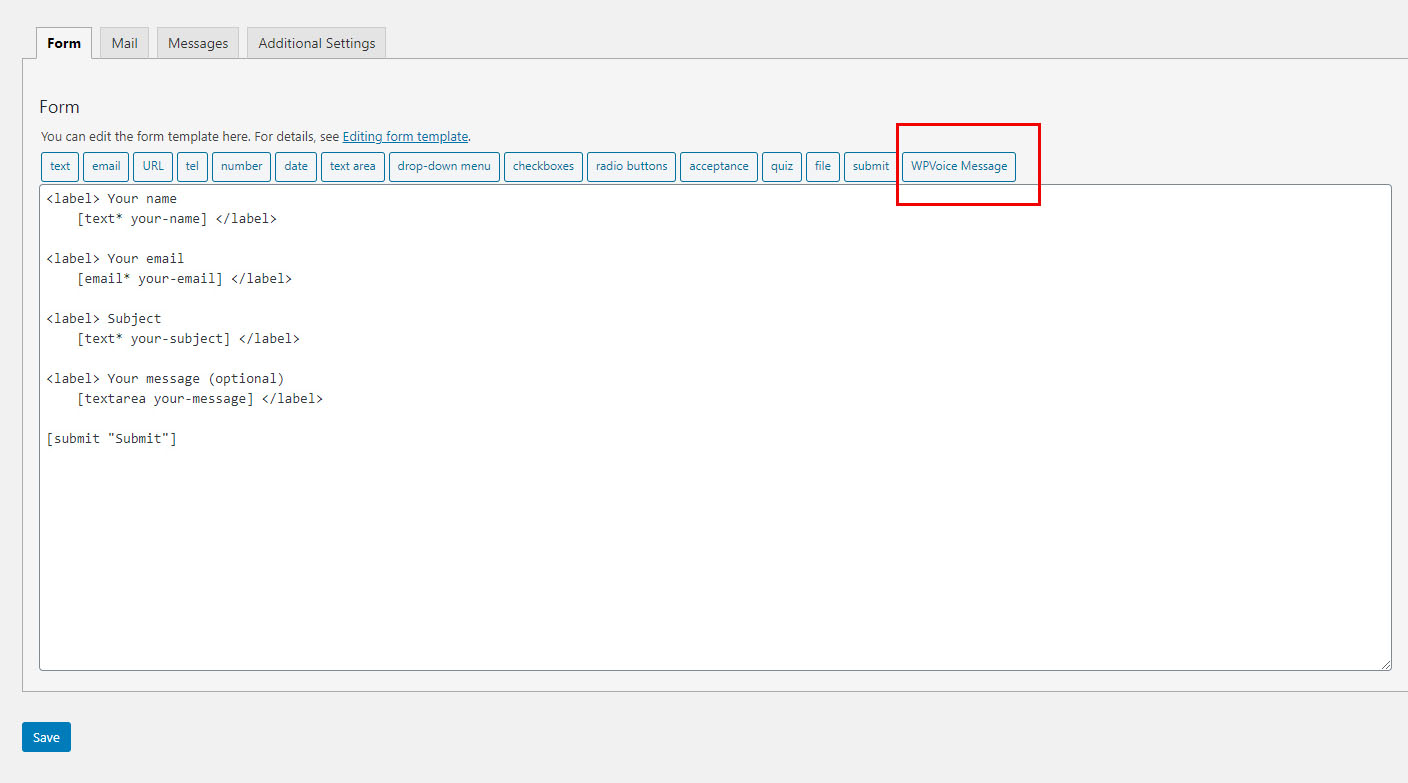 Form Mail Messages Additional Settings
Form
You can edit the form template here. For details, see Editing form template.
text email URL tel number date text area drop-down menu checkboxes radio buttons acceptance quiz file submit WPVoice Message
<label> Your name
    [text* your-name] </label>

<label> Your email
    [email* your-email] </label>

<label> Subject
    [text* your-subject] </label>

<label> Your message (optional)
    [textarea your-message] </label>

[submit "Submit"]
Save